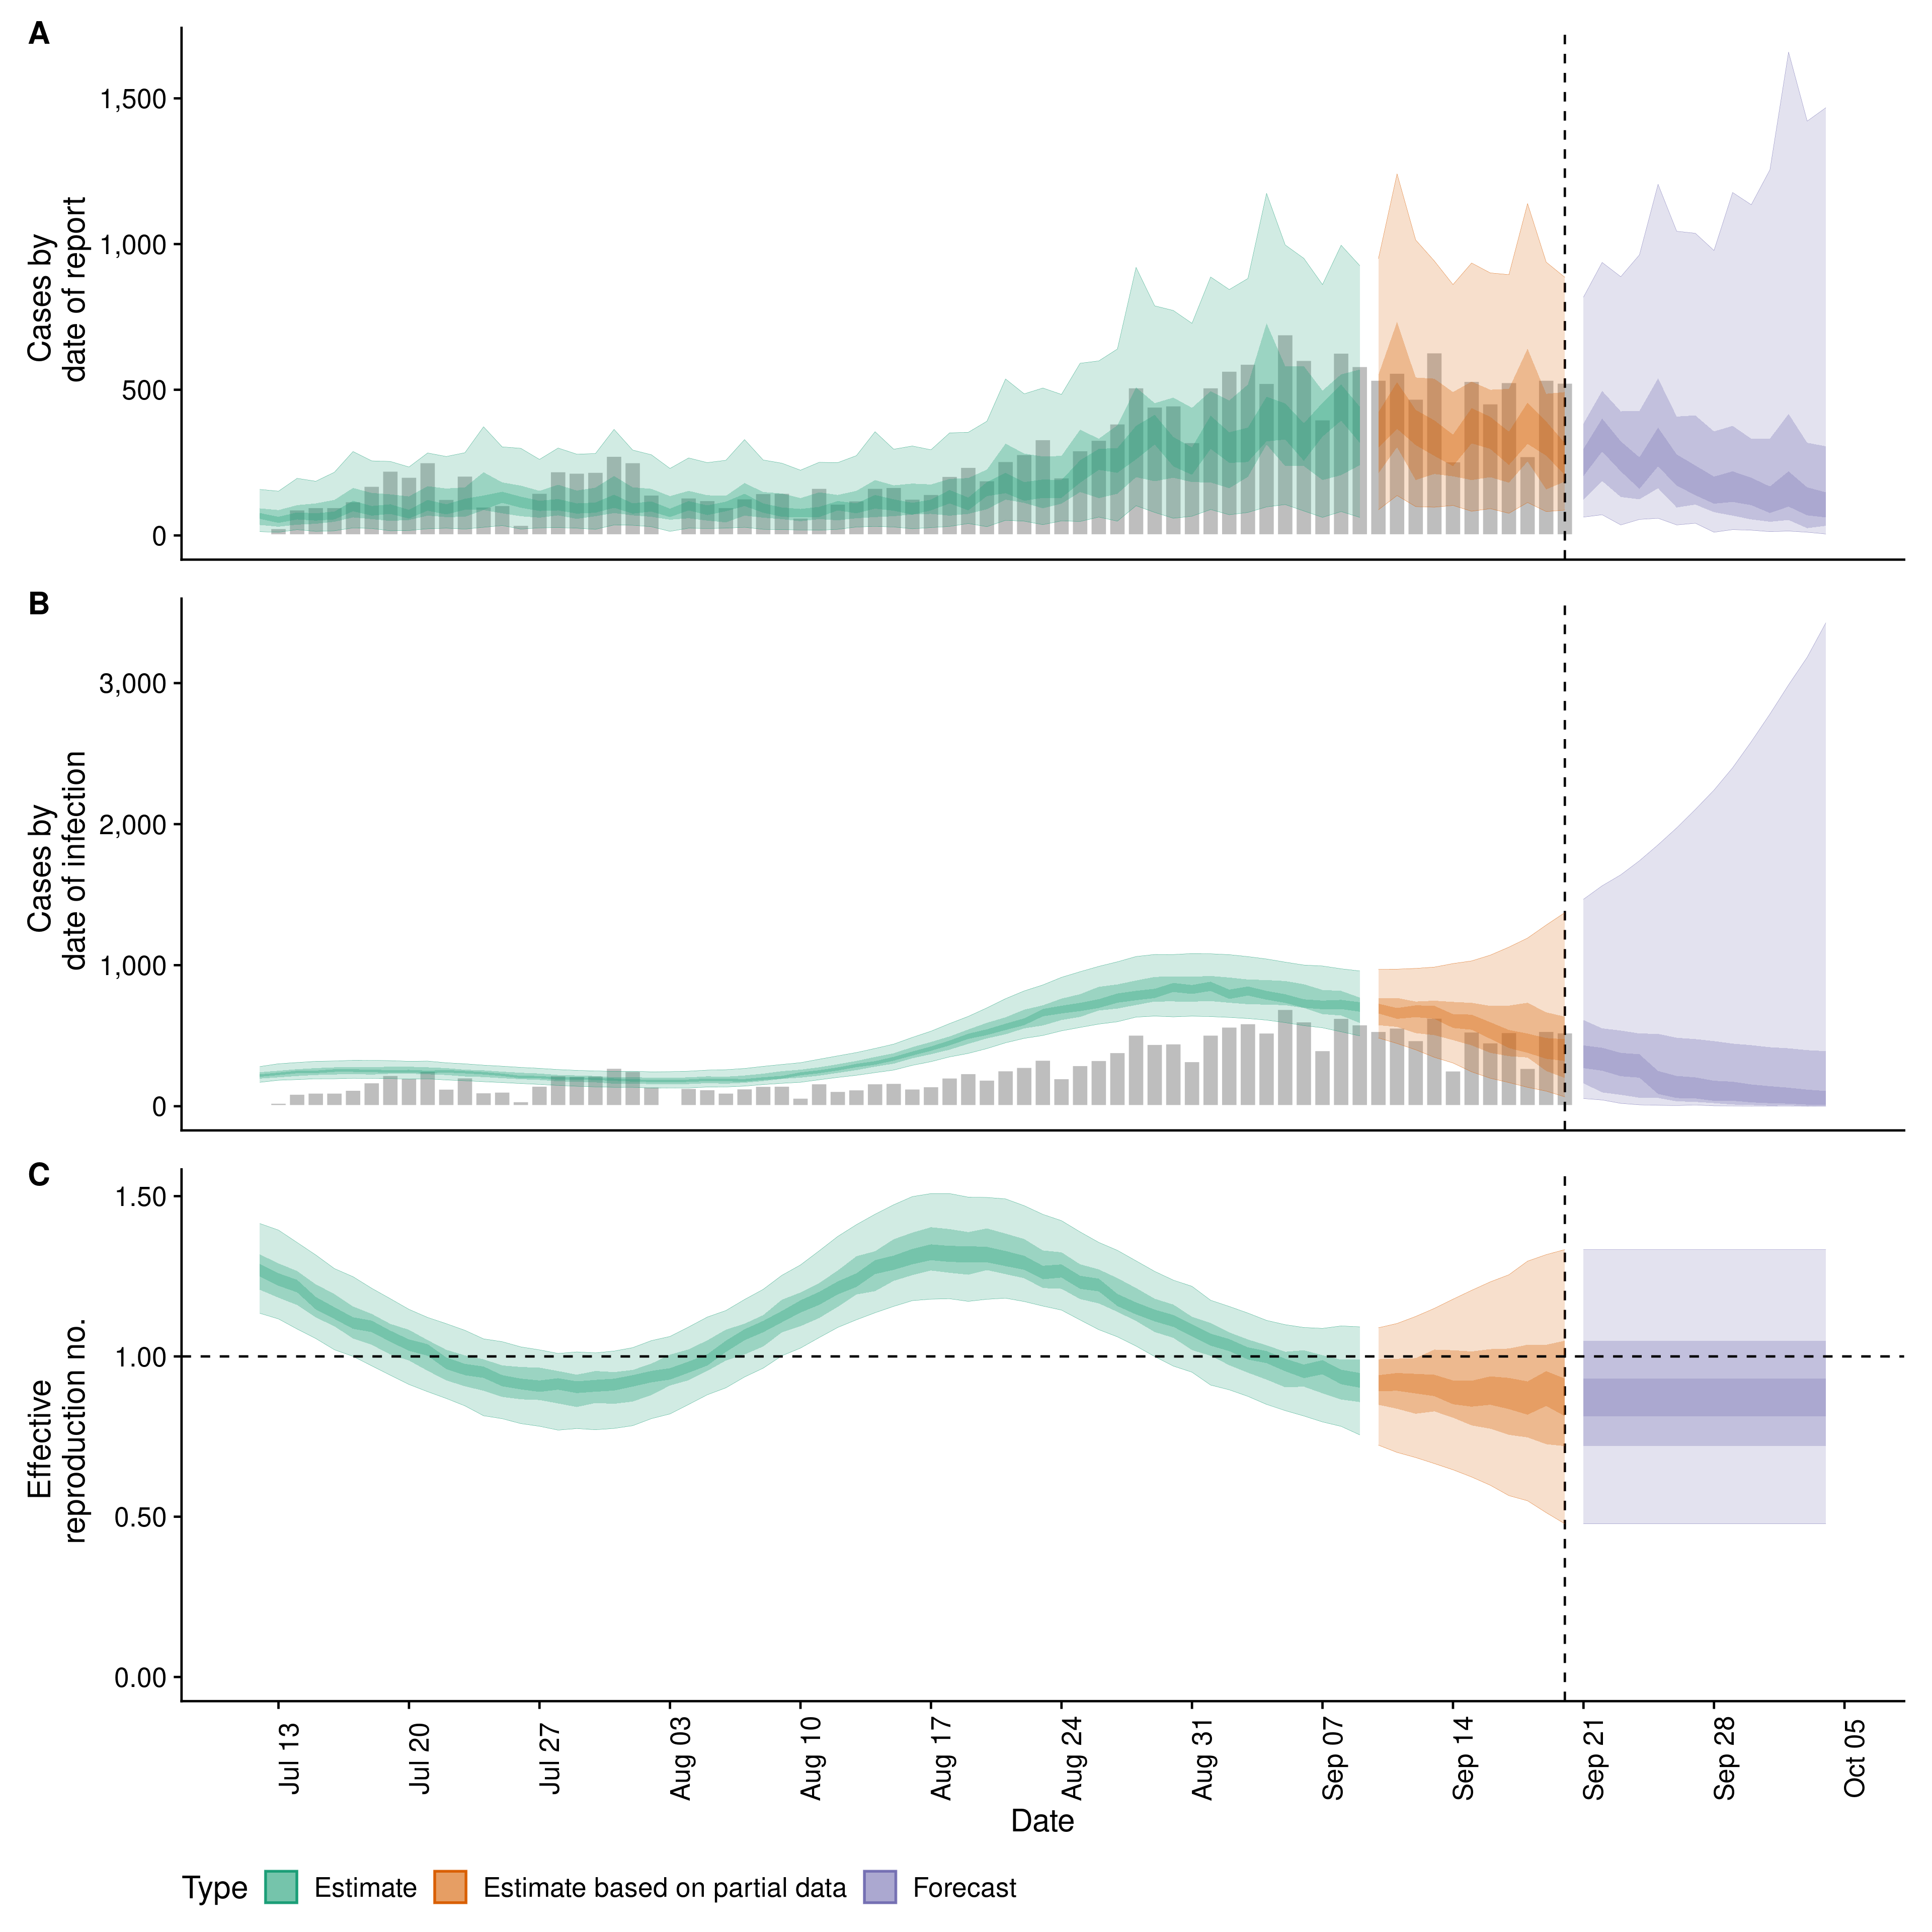 A
Cases by
date of report
1,500
1,000
500
0
B
Cases by
date of infection
3,000
2,000
1,000
0
C
Effective
reproduction no.
1.50
1.00
0.50
0.00
Jul 13
Jul 20
Jul 27
Aug 03
Aug 10
Aug 17
Aug 24
Aug 31
Sep 07
Sep 14
Sep 21
Sep 28
Oct 05
Date
Type
Estimate
Estimate based on partial data
Forecast